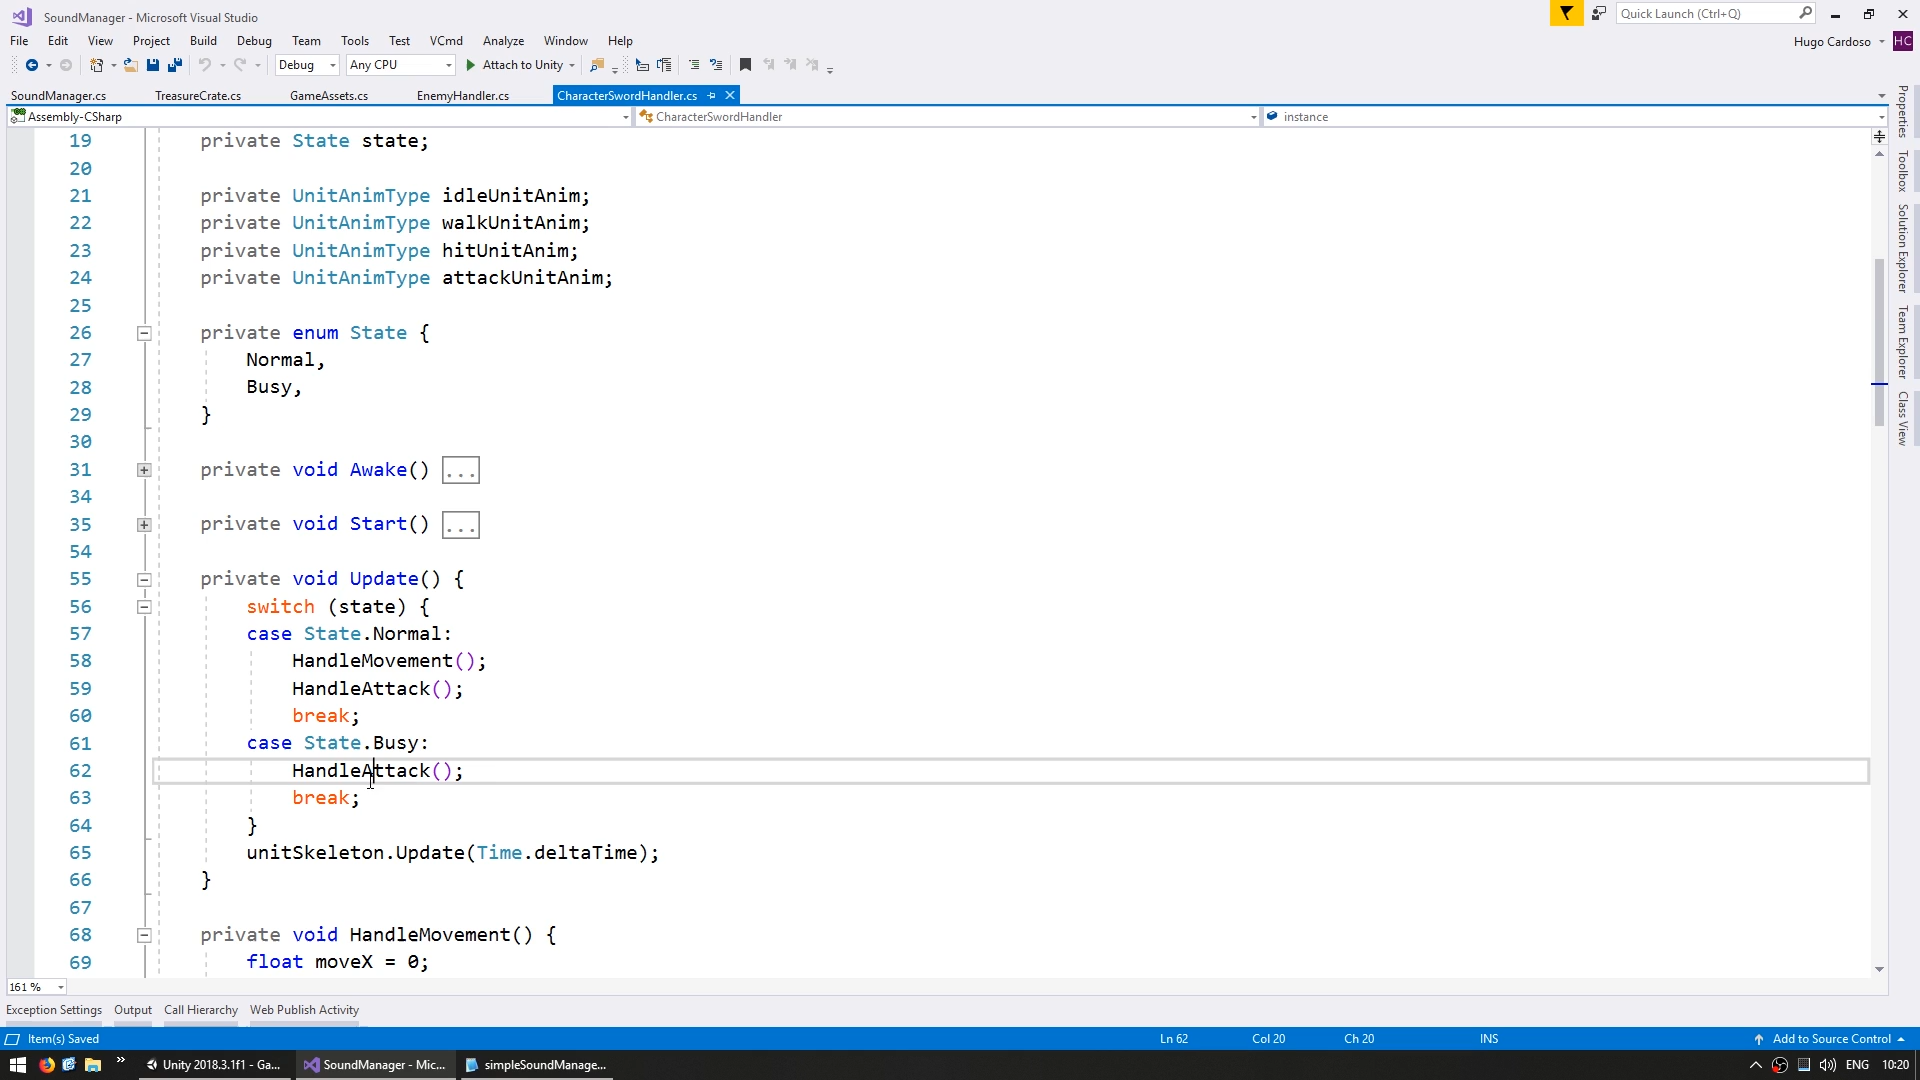 SoundManager - Microsoft Visual Studio
Quick Launch (Ctrl+Q)
File Edit View Project Build Debug Team Tools Test VCmd Analyze Window Help
Hugo Cardoso HC
Debug Any CPU Attach to Unity
SoundManager.cs TreasureCrate.cs GameAssets.cs EnemyHandler.cs CharacterSwordHandler.cs
Assembly-CSharp CharacterSwordHandler instance
19 private State state;
20
21 private UnitAnimType idleUnitAnim;
22 private UnitAnimType walkUnitAnim;
23 private UnitAnimType hitUnitAnim;
24 private UnitAnimType attackUnitAnim;
25
26 private enum State {
27 Normal,
28 Busy,
29 }
30
31 private void Awake() ...
34
35 private void Start() ...
54
55 private void Update() {
56 switch (state) {
57 case State.Normal:
58 HandleMovement();
59 HandleAttack();
60 break;
61 case State.Busy:
62 HandleAttack();
63 break;
64 }
65 unitSkeleton.Update(Time.deltaTime);
66 }
67
68 private void HandleMovement() {
69 float moveX = 0;
Properties
Toolbox
Solution Explorer
Team Explorer
Class View
161 %
Exception Settings Output Call Hierarchy Web Publish Activity
Item(s) Saved Ln 62 Col 20 Ch 20 INS Add to Source Control
Unity 2018.3.1f1 - Ga... SoundManager - Mic... simpleSoundManage... ENG 10:20